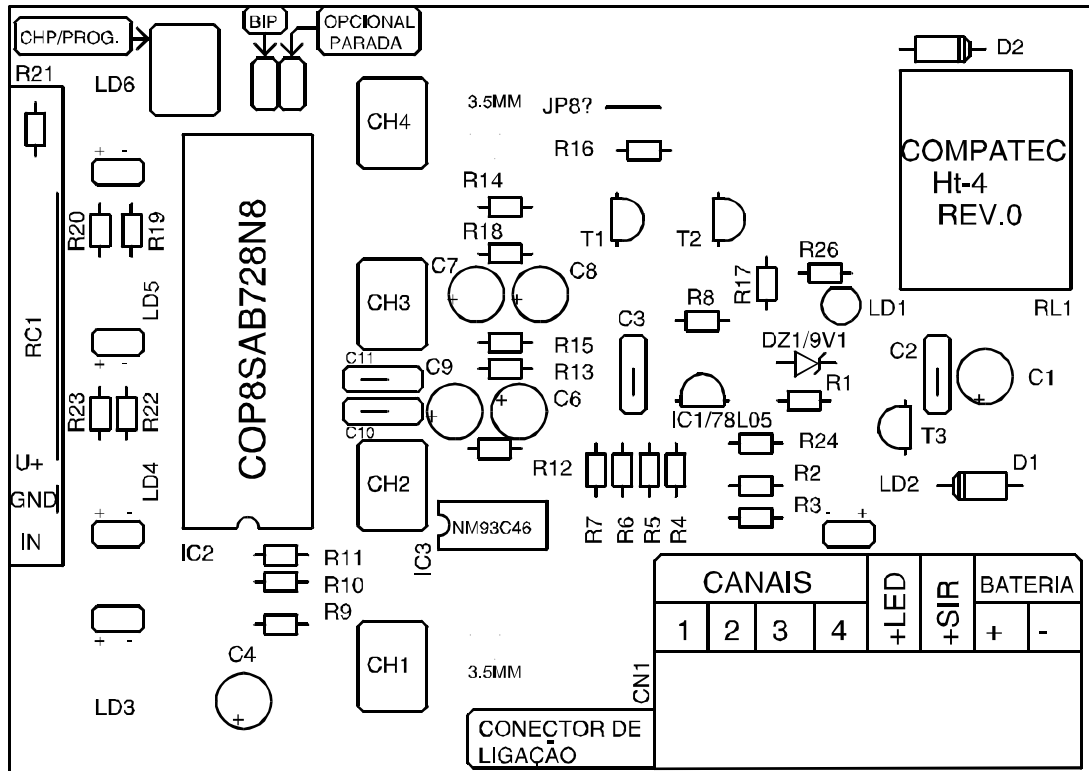 CHP/PROG.
BIP
OPCIONAL
PARADA
D2
R21
LD6
CH4
3.5MM
JP8?
R16
COMPATEC
Ht-4
REV.0
+ -
R14
R20
R19
T1
T2
R18
C7
C8
R17
R26
LD5
CH3
R8
LD1
RL1
RC1
COP8SAB728N8
C3
DZ1/9V1
C2
R15
+ -
C11
C9
R13
R1
C1
C6
R23
R22
C10
IC1/78L05
T3
R24
U+
LD4
CH2
R12
R2
LD2
D1
GND
R3
+ -
- +
IN
IC2
IC3
NM93C46
R7
R6
R5
R4
R11
R10
R9
CANAIS
+LED
+SIR
BATERIA
1 2 3 4 + -
+ -
C4
CH1
3.5MM
CN1
LD3
CONECTOR DE
LIGAÇÃO